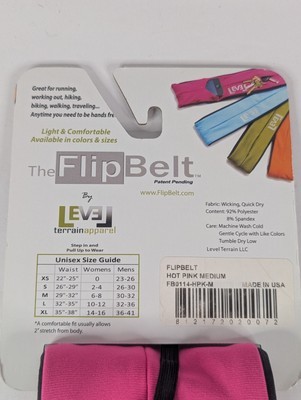 Great for running,
working out, hiking,
biking, walking, traveling...
Anytime you need to be hands fre
Light & Comfortable
Available in colors & sizes
LEVEL
The FlipBelt™
Patent Pending
www.FlipBelt.com
By
LEVEL
terrainapparel
Step in and
Pull Up to Wear
Unisex Size Guide
Waist Womens Mens
XS 22"-25" 0 23-26
S 26"-29" 2-4 26-30
M 29"-32" 6-8 30-32
L 32"-35" 10-12 32-36
XL 35"-38" 14-16 36-41
*A comfortable fit usually allows
2" stretch from body.
Fabric: Wicking, Quick Dry
Content: 92% Polyester
8% Spandex
Care: Machine Wash Cold
Gentle Cycle with Like Colors
Tumble Dry Low
Level Terrain LLC
FLIPBELT
HOT PINK MEDIUM
FB0114-HPK-M MADE IN USA